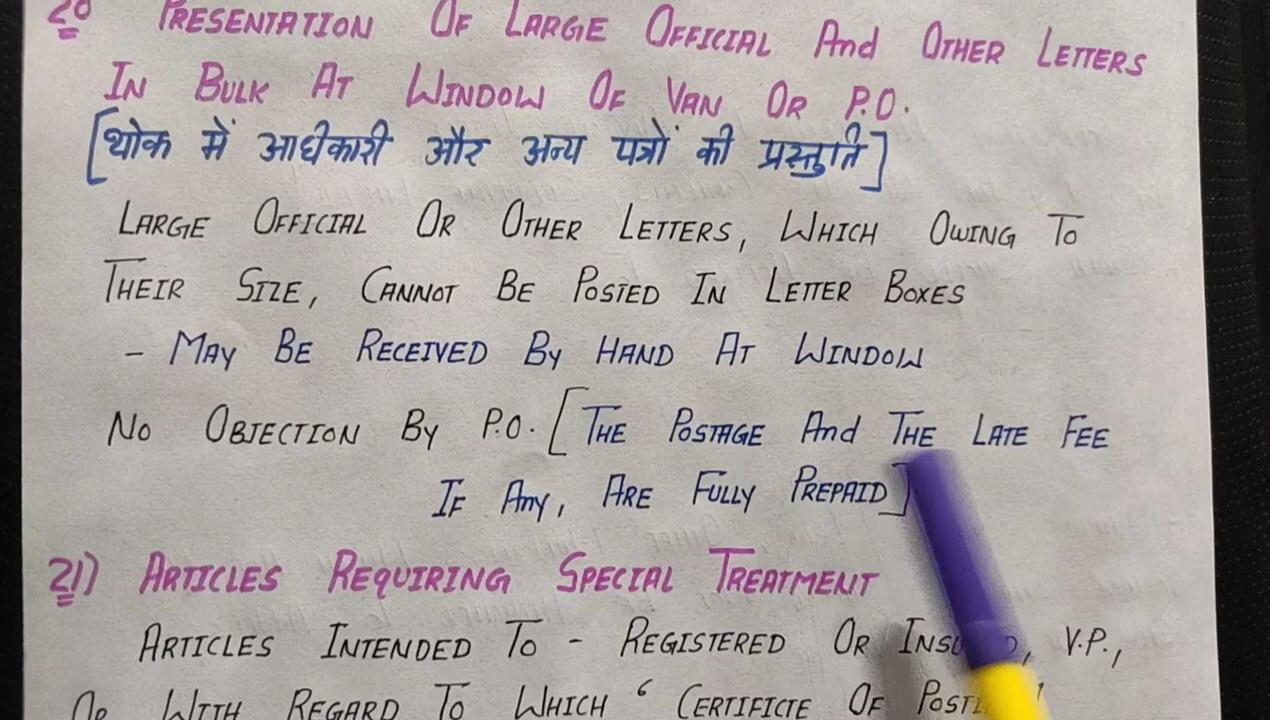 20 PRESENTATION OF LARGE OFFICIAL And OTHER LETTERS
IN BULK AT WINDOW OF VAN OR P.O.
[थोक में आधीकारी और अन्य पत्रों की प्रस्तुति]
LARGE OFFICIAL OR OTHER LETTERS, WHICH OWING TO
THEIR SIZE, CANNOT BE POSTED IN LETTER BOXES
- MAY BE RECEIVED By HAND AT WINDOW
NO OBJECTION By P.O. [THE POSTAGE And THE LATE FEE
IF Any, ARE FULLY PREPAID]
21) ARTICLES REQUIRING SPECIAL TREATMENT
ARTICLES INTENDED TO - REGISTERED OR V.P.,
OR WITH REGARD TO WHICH ' CERTIFICTE OF